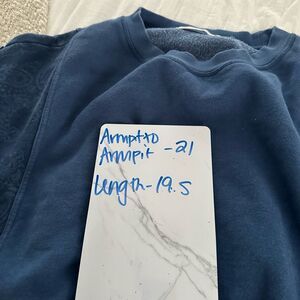 Armpit to
Armpit - 21
Length - 19.5